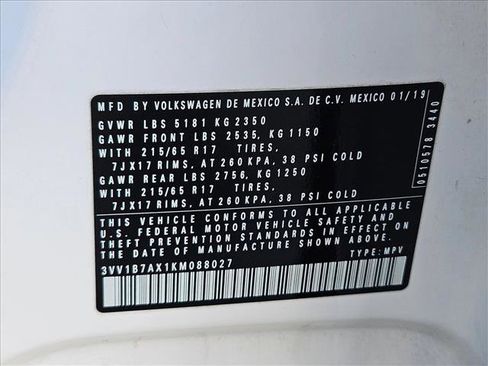 MFD BY VOLKSWAGEN DE MEXICO S.A. DE C.V. MEXICO 01/19
GVWR LBS 5181 KG 2350
GAWR FRONT LBS 2535, KG 1150
WITH 215/65 R17 TIRES,
7JX17 RIMS, AT 260 KPA, 38 PSI COLD
GAWR REAR LBS 2756, KG 1250
WITH 215/65 R17 TIRES,
7JX17 RIMS, AT 260 KPA, 38 PSI COLD
THIS VEHICLE CONFORMS TO ALL APPLICABLE
U.S. FEDERAL MOTOR VEHICLE SAFETY AND
THEFT PREVENTION STANDARDS IN EFFECT ON
THE DATE OF MANUFACTURE SHOWN ABOVE.
3VV1B7AX1KM088027 TYPE: MPV
0510578 3440